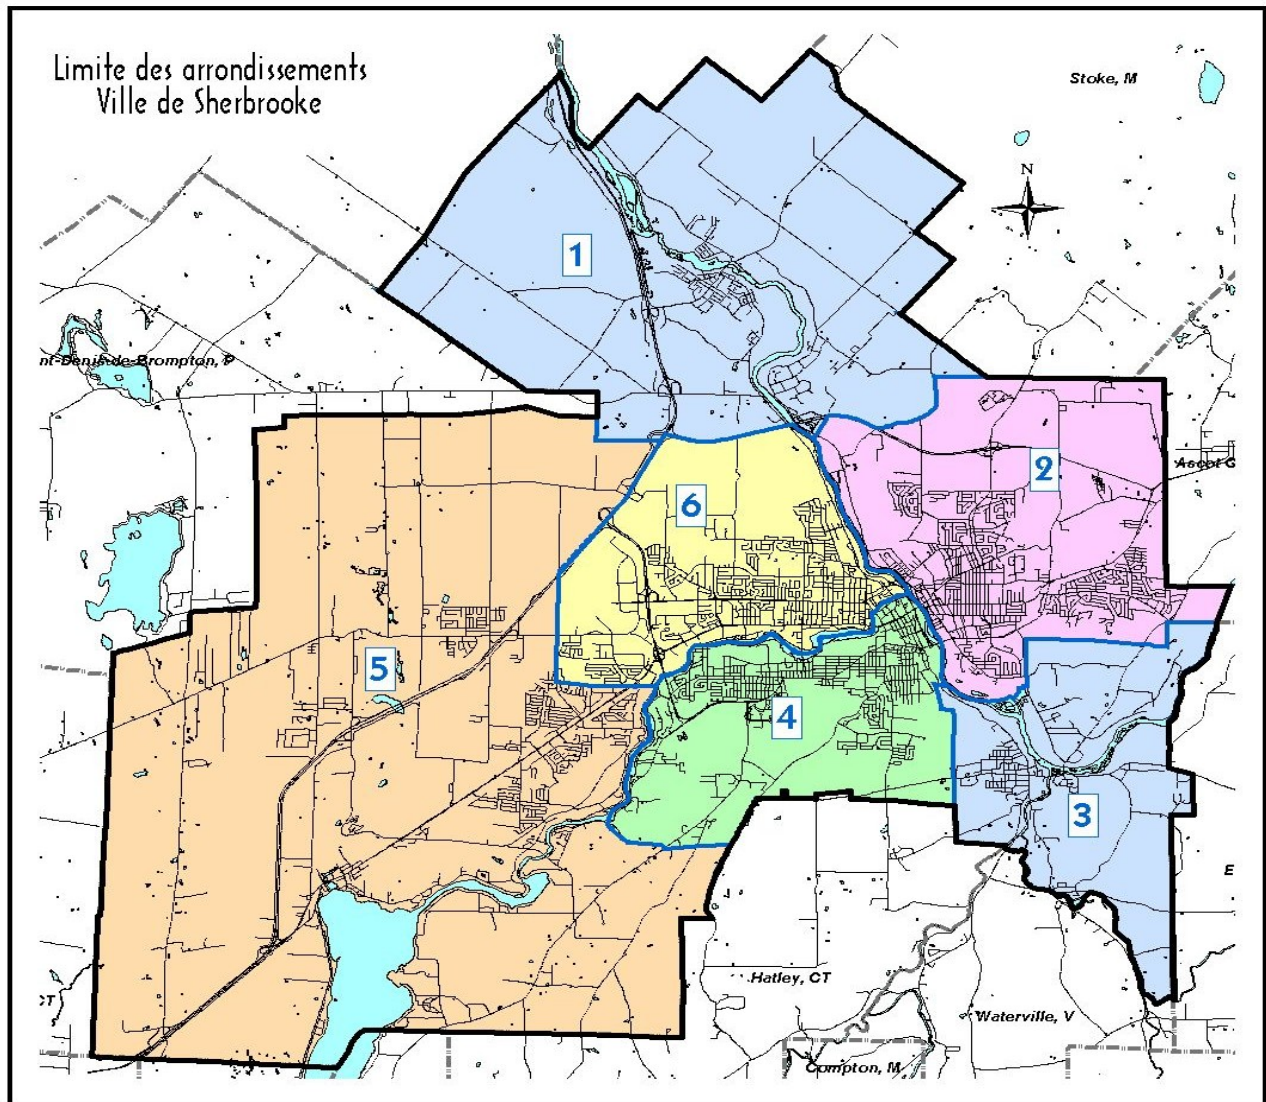 Limite des arrondissements
Ville de Sherbrooke
Stoke, M
N
1
nt-Denis-de-Brompton, P
2
Ascot C
6
5
4
3
E
Hatley, CT
CT
Waterville, V
Compton, M